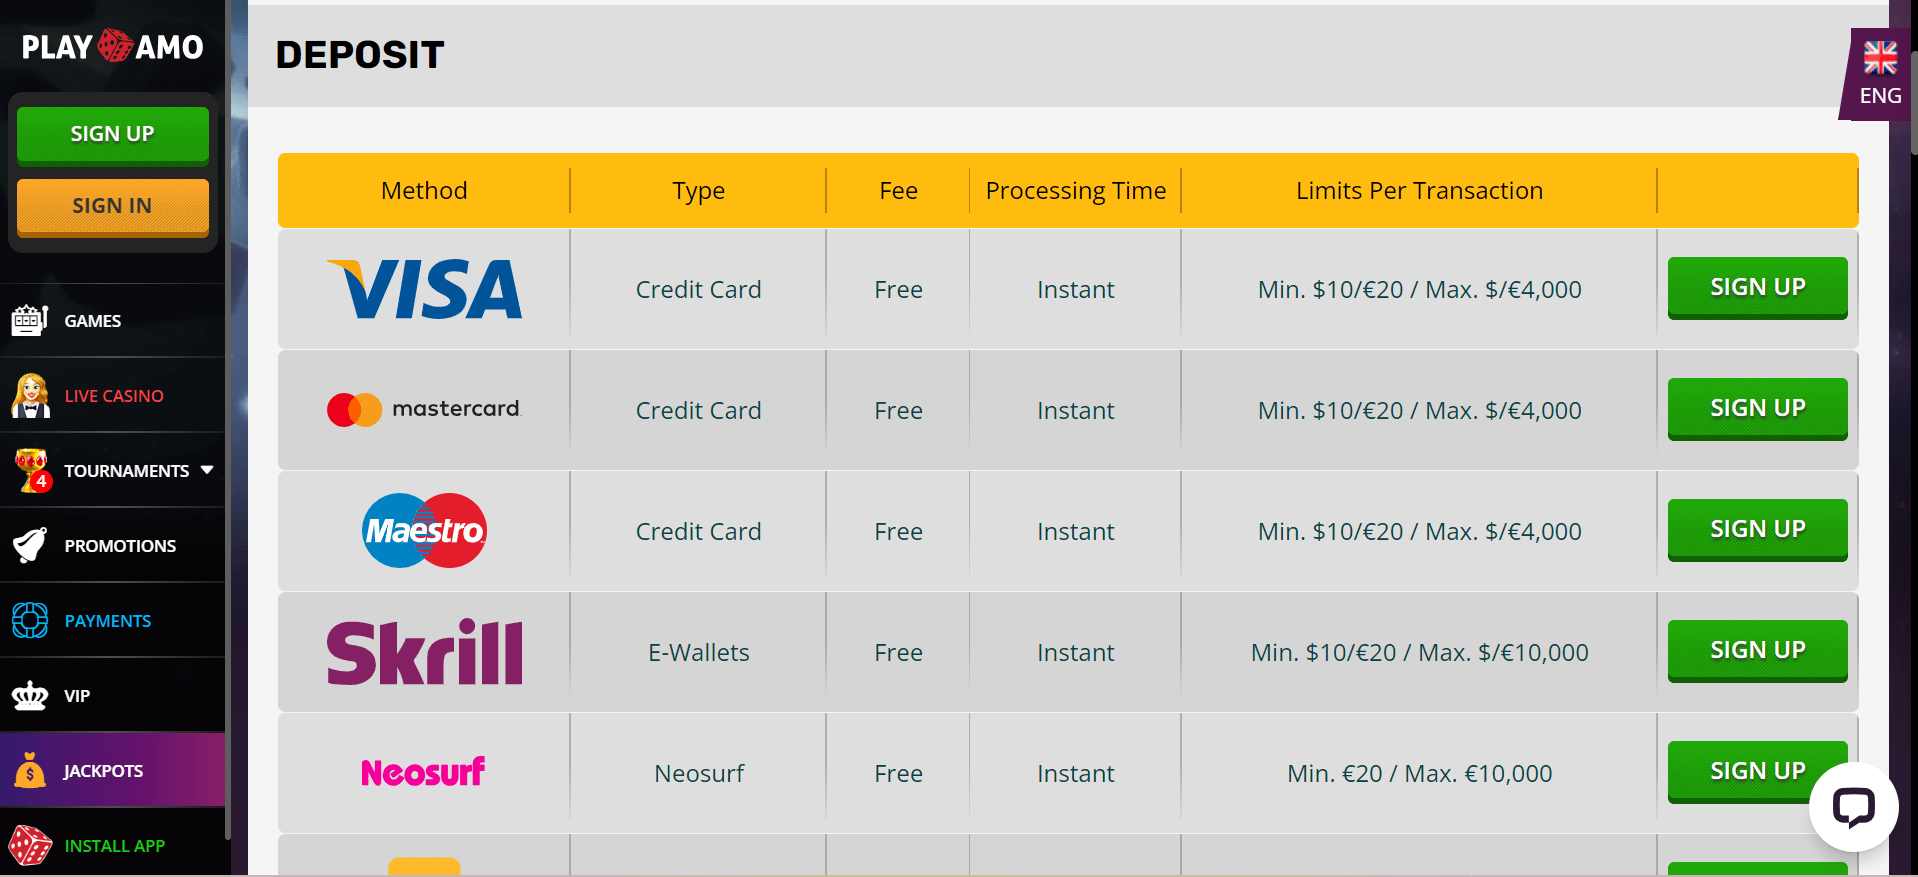 PLAY AMO
SIGN UP
SIGN IN
GAMES
LIVE CASINO
4
TOURNAMENTS
PROMOTIONS
PAYMENTS
VIP
$
JACKPOTS
INSTALL APP
DEPOSIT
ENG
Method Type Fee Processing Time Limits Per Transaction
VISA Credit Card Free Instant Min. $10/€20 / Max. $/€4,000 SIGN UP
mastercard. Credit Card Free Instant Min. $10/€20 / Max. $/€4,000 SIGN UP
Maestro Credit Card Free Instant Min. $10/€20 / Max. $/€4,000 SIGN UP
Skrill E-Wallets Free Instant Min. $10/€20 / Max. $/€10,000 SIGN UP
Neosurf Neosurf Free Instant Min. €20 / Max. €10,000 SIGN UP